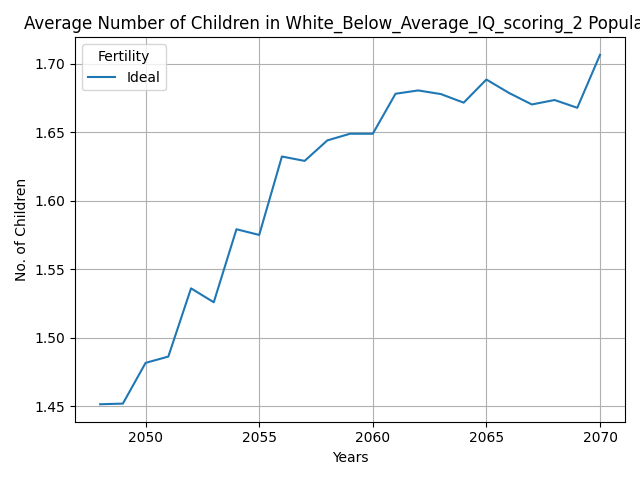 Average Number of Children in White_Below_Average_IQ_scoring_2 Popula
Fertility
Ideal
1.70
1.65
1.60
1.55
1.50
1.45
No. of Children
2050 2055 2060 2065 2070
Years